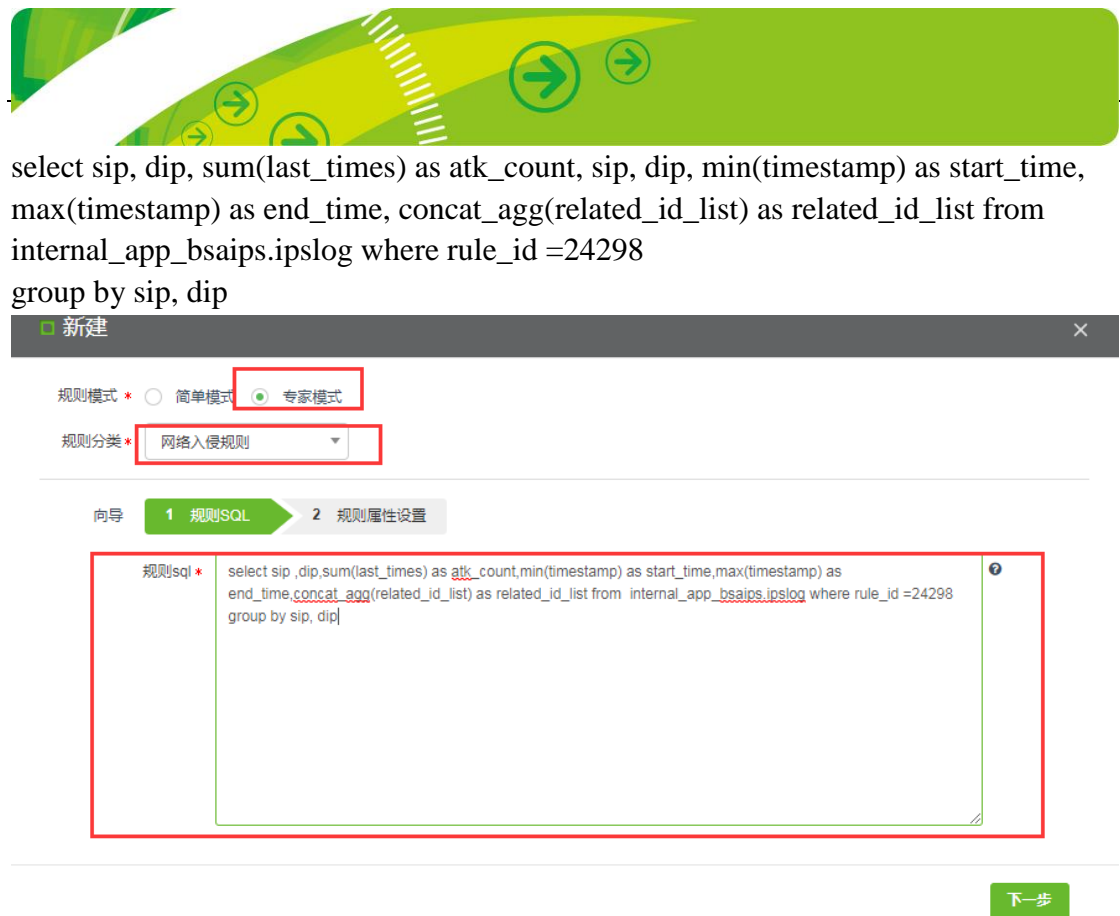 select sip, dip, sum(last_times) as atk_count, sip, dip, min(timestamp) as start_time,
max(timestamp) as end_time, concat_agg(related_id_list) as related_id_list from
internal_app_bsaips.ipslog where rule_id =24298
group by sip, dip
新建 ×
规则模式 * 简单模式 专家模式
规则分类 * 网络入侵规则
向导 1 规则SQL 2 规则属性设置
规则sql * select sip ,dip,sum(last_times) as atk_count,min(timestamp) as start_time,max(timestamp) as
end_time,concat_agg(related_id_list) as related_id_list from internal_app_bsaips.ipslog where rule_id =24298
group by sip, dip
下一步